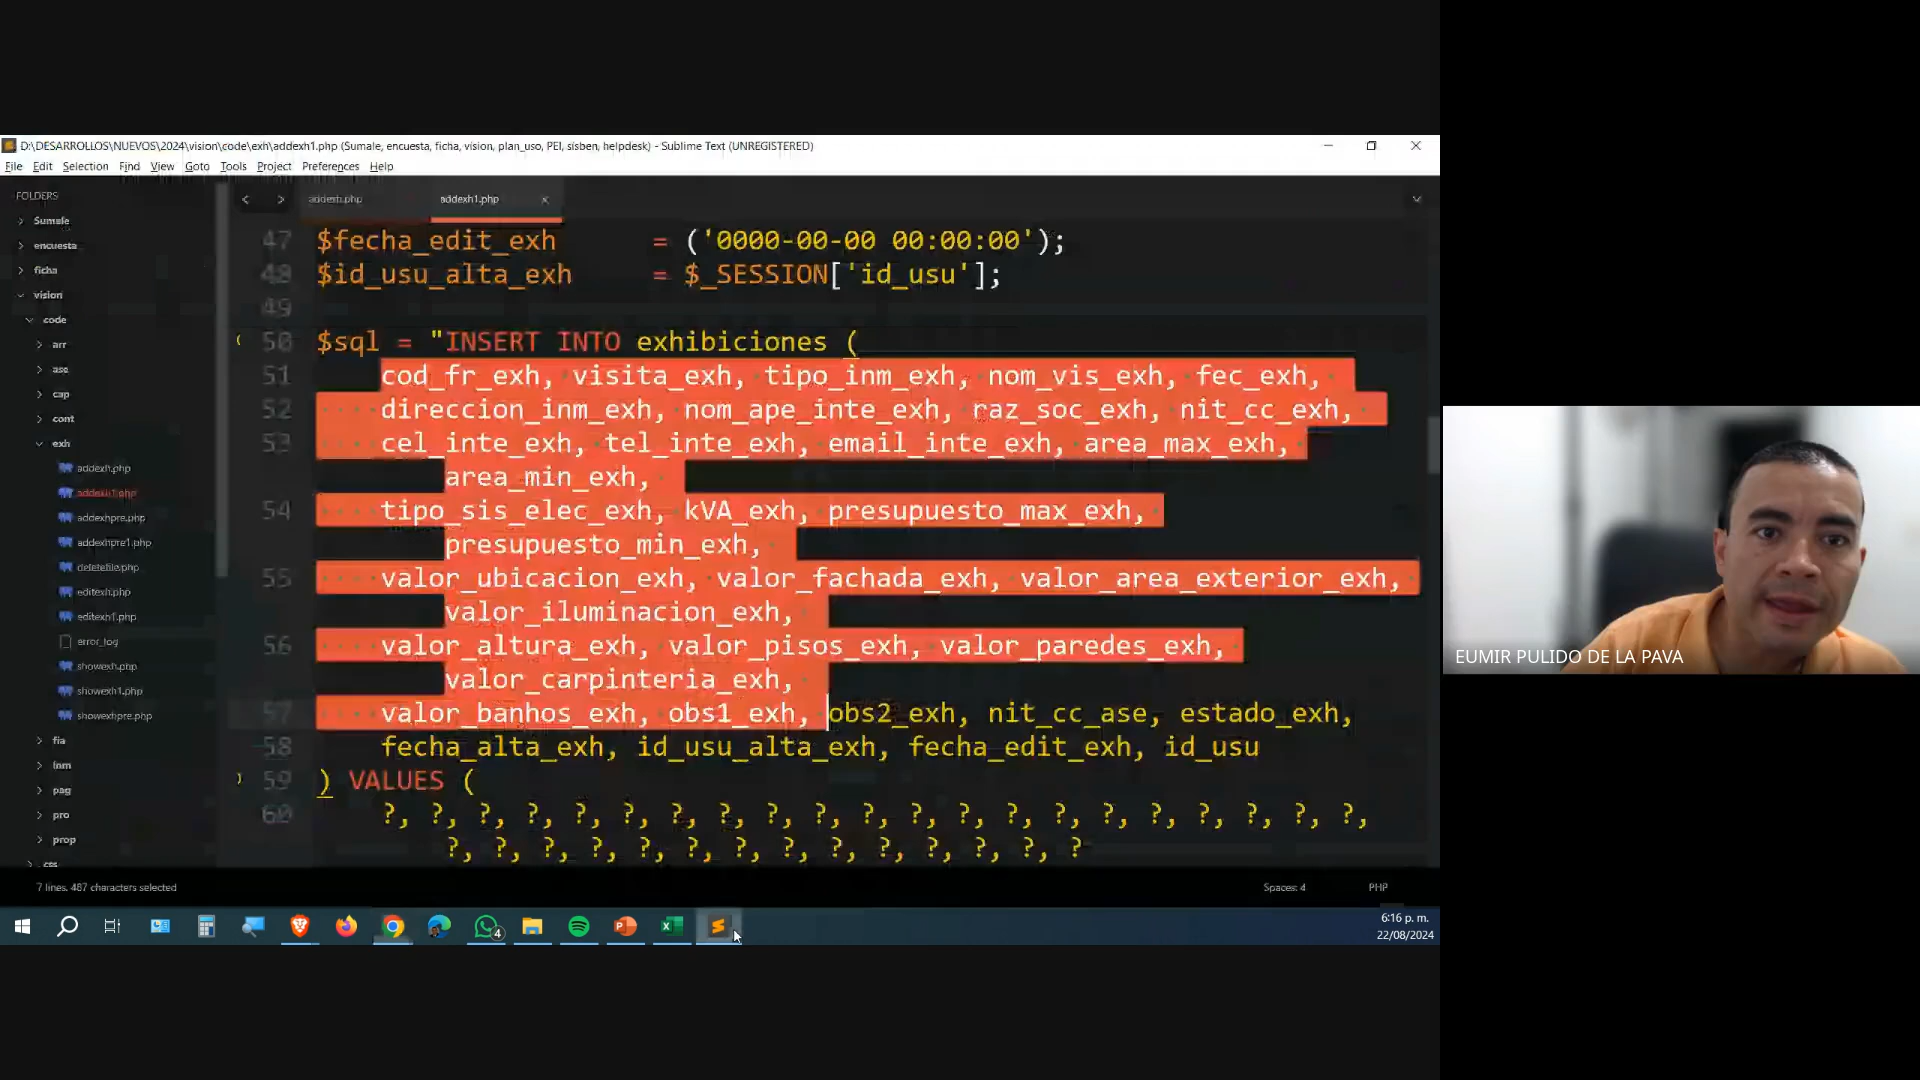 D:\DESARROLLOS\NUEVOS\2024\vision\code\exh\addexh1.php (Sumale, encuesta, ficha, vision, plan_uso, PEI, sisben, helpdesk) - Sublime Text (UNREGISTERED)
File Edit Selection Find View Goto Tools Project Preferences Help
FOLDERS
Sumale
encuesta
ficha
vision
code
arr
ase
cap
cont
exh
addexh.php
addexh1.php
addexhpre.php
addexhpre1.php
deletefile.php
editexh.php
editexh1.php
error_log
showexh.php
showexh1.php
showexhpre.php
fia
inm
pag
pro
prop
css
addexh1.php
47 $fecha_edit_exh = ('0000-00-00 00:00:00');
48 $id_usu_alta_exh = $_SESSION['id_usu'];
49
50 $sql = "INSERT INTO exhibiciones (
51 cod_fr_exh, visita_exh, tipo_inm_exh, nom_vis_exh, fec_exh,
52 direccion_inm_exh, nom_ape_inte_exh, raz_soc_exh, nit_cc_exh,
53 cel_inte_exh, tel_inte_exh, email_inte_exh, area_max_exh,
area_min_exh,
54 tipo_sis_elec_exh, kVA_exh, presupuesto_max_exh,
presupuesto_min_exh,
55 valor_ubicacion_exh, valor_fachada_exh, valor_area_exterior_exh,
valor_iluminacion_exh,
56 valor_altura_exh, valor_pisos_exh, valor_paredes_exh,
valor_carpinteria_exh,
57 valor_banhos_exh, obs1_exh, obs2_exh, nit_cc_ase, estado_exh,
58 fecha_alta_exh, id_usu_alta_exh, fecha_edit_exh, id_usu
59 ) VALUES (
60 ?, ?, ?, ?, ?, ?, ?, ?, ?, ?, ?, ?, ?, ?, ?, ?, ?, ?, ?, ?, ?,
?, ?, ?, ?, ?, ?, ?, ?, ?, ?, ?, ?, ?, ?
7 lines, 487 characters selected
Spaces: 4
PHP
4
6:16 p. m.
22/08/2024
EUMIR PULIDO DE LA PAVA